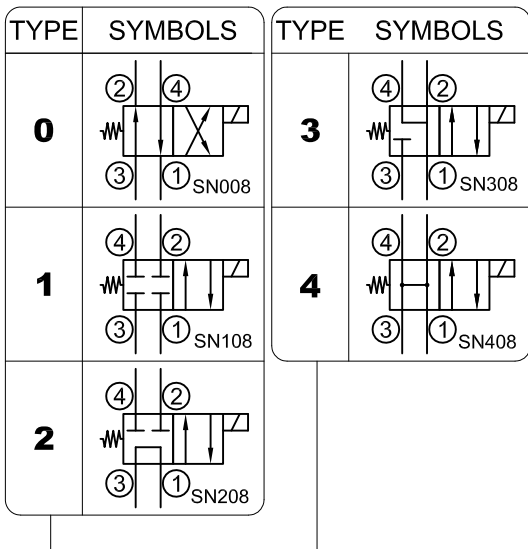 TYPE SYMBOLS
0
② ④
③ ①
SN008
1
④ ②
③ ①
SN108
2
④ ②
③ ①
SN208
TYPE SYMBOLS
3
④ ②
③ ①
SN308
4
④ ②
③ ①
SN408